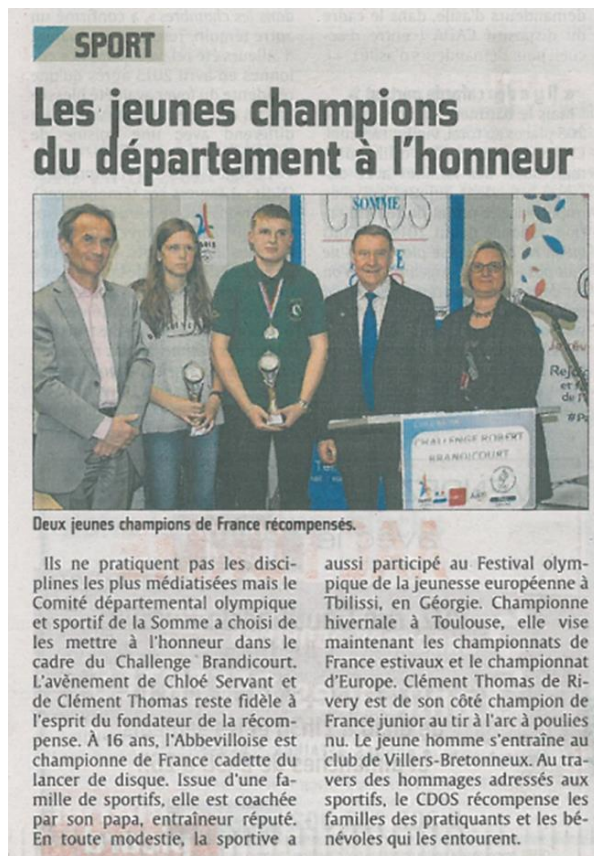 SPORT
Les jeunes champions
du département à l'honneur
SOMME
CDOS
CHALLENGE ROBERT
BRANDICOURT
Deux jeunes champions de France récompensés.
Ils ne pratiquent pas les disci-
plines les plus médiatisées mais le
Comité départemental olympique
et sportif de la Somme a choisi de
les mettre à l'honneur dans le
cadre du Challenge Brandicourt.
L'avènement de Chloé Servant et
de Clément Thomas reste fidèle à
l'esprit du fondateur de la récom-
pense. À 16 ans, l'Abbevilloise est
championne de France cadette du
lancer de disque. Issue d'une fa-
mille de sportifs, elle est coachée
par son papa, entraîneur réputé.
En toute modestie, la sportive a
aussi participé au Festival olym-
pique de la jeunesse européenne à
Tbilissi, en Géorgie. Championne
hivernale à Toulouse, elle vise
maintenant les championnats de
France estivaux et le championnat
d'Europe. Clément Thomas de Ri-
very est de son côté champion de
France junior au tir à l'arc à poulies
nu. Le jeune homme s'entraîne au
club de Villers-Bretonneux. Au tra-
vers des hommages adressés aux
sportifs, le CDOS récompense les
familles des pratiquants et les bé-
névoles qui les entourent.